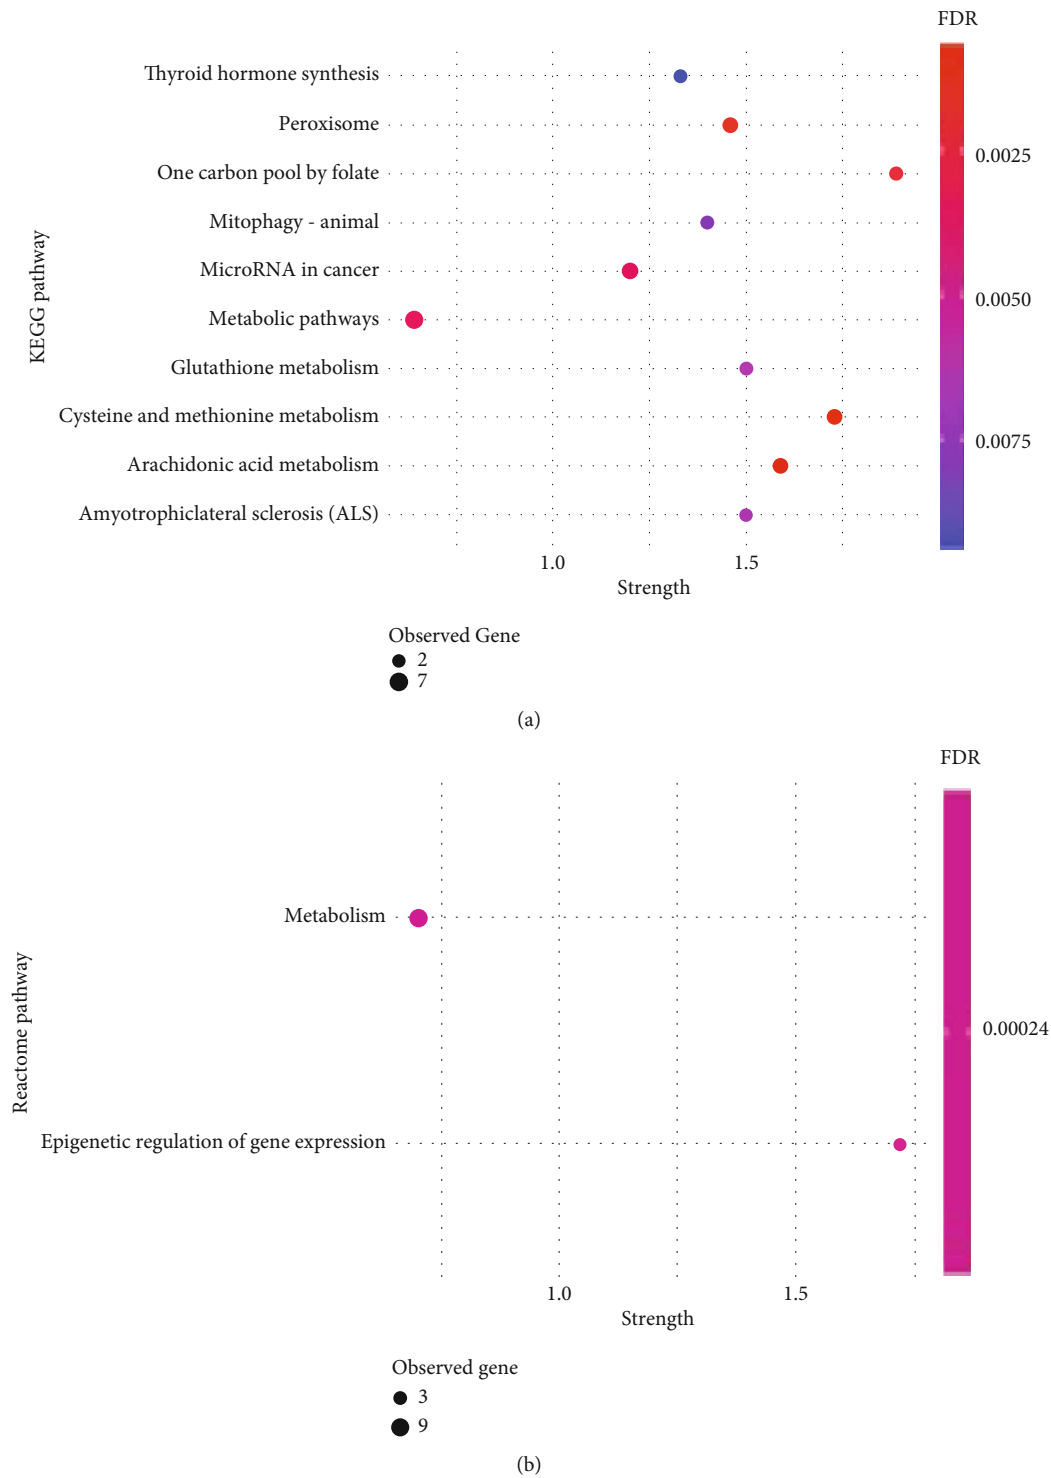 FDR
Thyroid hormone synthesis
Peroxisome
One carbon pool by folate
Mitophagy - animal
MicroRNA in cancer
Metabolic pathways
Glutathione metabolism
Cysteine and methionine metabolism
Arachidonic acid metabolism
Amyotrophiclateral sclerosis (ALS)
KEGG pathway
0.0025
0.0050
0.0075
1.0
1.5
Strength
Observed Gene
2
7
(a)
FDR
Metabolism
Epigenetic regulation of gene expression
Reactome pathway
0.00024
1.0
1.5
Strength
Observed gene
3
9
(b)